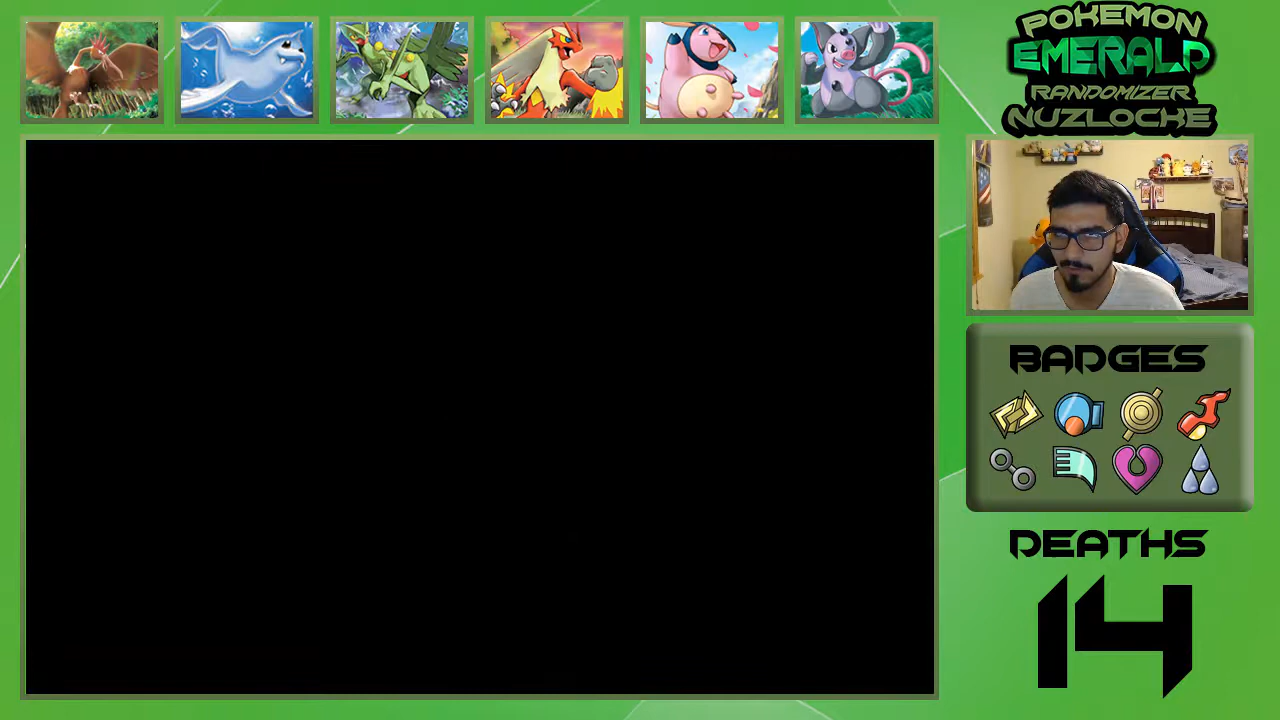 POKEMON
EMERALD
RANDOMIZER
NUZLOCKE
BADGES
DEATHS
14